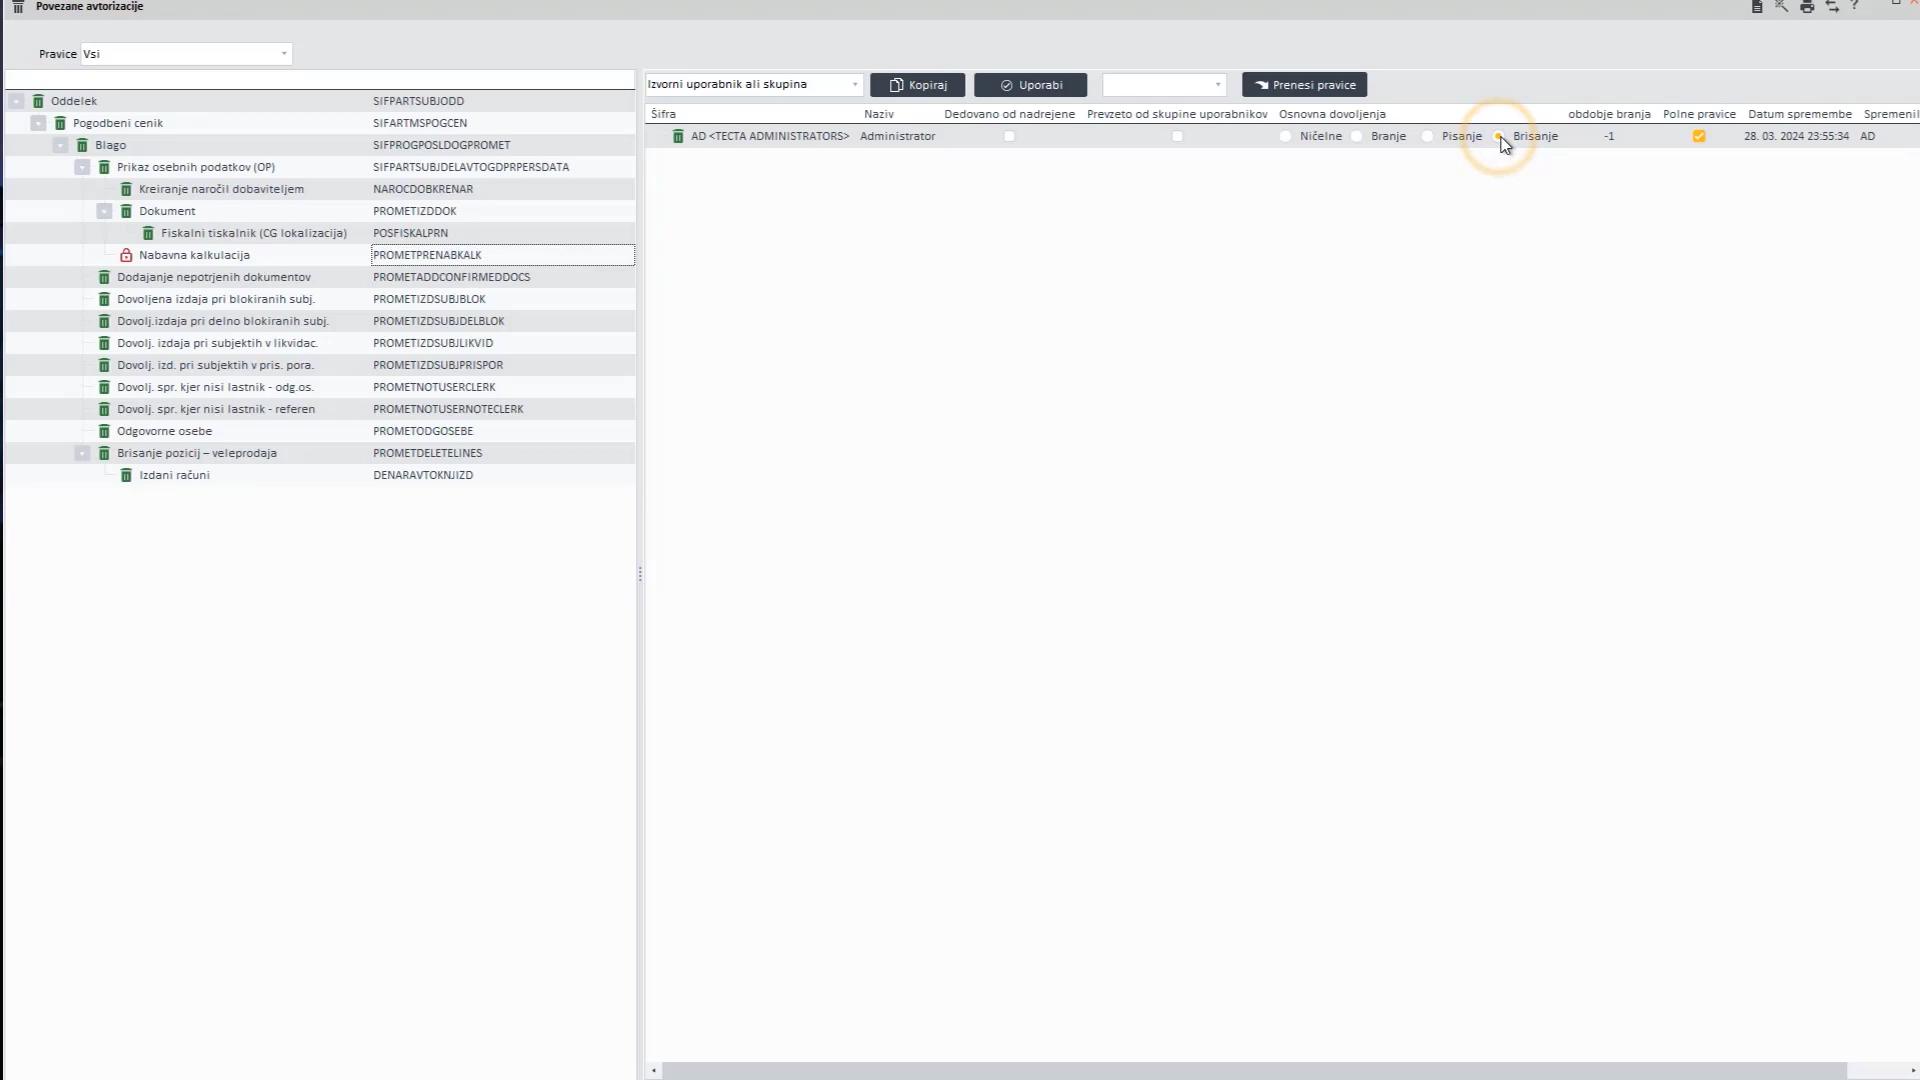 Povezane avtorizacije
?
Pravice Vsi
Izvorni uporabnik ali skupina Kopiraj Uporabi Prenesi pravice
Oddelek SIFPARTSUBJODD
Pogodbeni cenik SIFARTMSPOGCEN
Blago SIFPROGPOSLDOGPROMET
Prikaz osebnih podatkov (OP) SIFPARTSUBJDELAVTOGDPRPERSDATA
Kreiranje naročil dobaviteljem NAROCDOBKRENAR
Dokument PROMETIZDDOK
Fiskalni tiskalnik (CG lokalizacija) POSFISKALPRN
Nabavna kalkulacija PROMETPRENABKALK
Dodajanje nepotrjenih dokumentov PROMETADDCONFIRMEDDOCS
Dovoljena izdaja pri blokiranih subj. PROMETIZDSUBJBLOK
Dovolj.izdaja pri delno blokiranih subj. PROMETIZDSUBJDELBLOK
Dovolj. izdaja pri subjektih v likvidac. PROMETIZDSUBJLIKVID
Dovolj. izd. pri subjektih v pris. pora. PROMETIZDSUBJPRISPOR
Dovolj. spr. kjer nisi lastnik - odg.os. PROMETNOTUSERCLERK
Dovolj. spr. kjer nisi lastnik - referen PROMETNOTUSERNOTECLERK
Odgovorne osebe PROMETODGOSEBE
Brisanje pozicij – veleprodaja PROMETDELETELINES
Izdani računi DENARAVTOKNJIZD
Šifra Naziv Dedovano od nadrejene Prevzeto od skupine uporabnikov Osnovna dovoljenja obdobje branja Polne pravice Datum spremembe Spremenil
AD <TECTA ADMINISTRATORS> Administrator Ničelne Branje Pisanje Brisanje -1 28. 03. 2024 23:55:34 AD